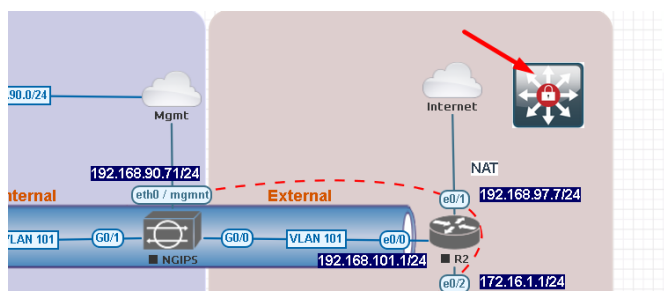 .90.0/24
Mgmt
Internet
192.168.90.71/24
NAT
nternal
eth0 / mgmnt
External
e0/1
192.168.97.7/24
VLAN 101
G0/1
G0/0
VLAN 101
e0/0
NGIPS
192.168.101.1/24
R2
e0/2
172.16.1.1/24